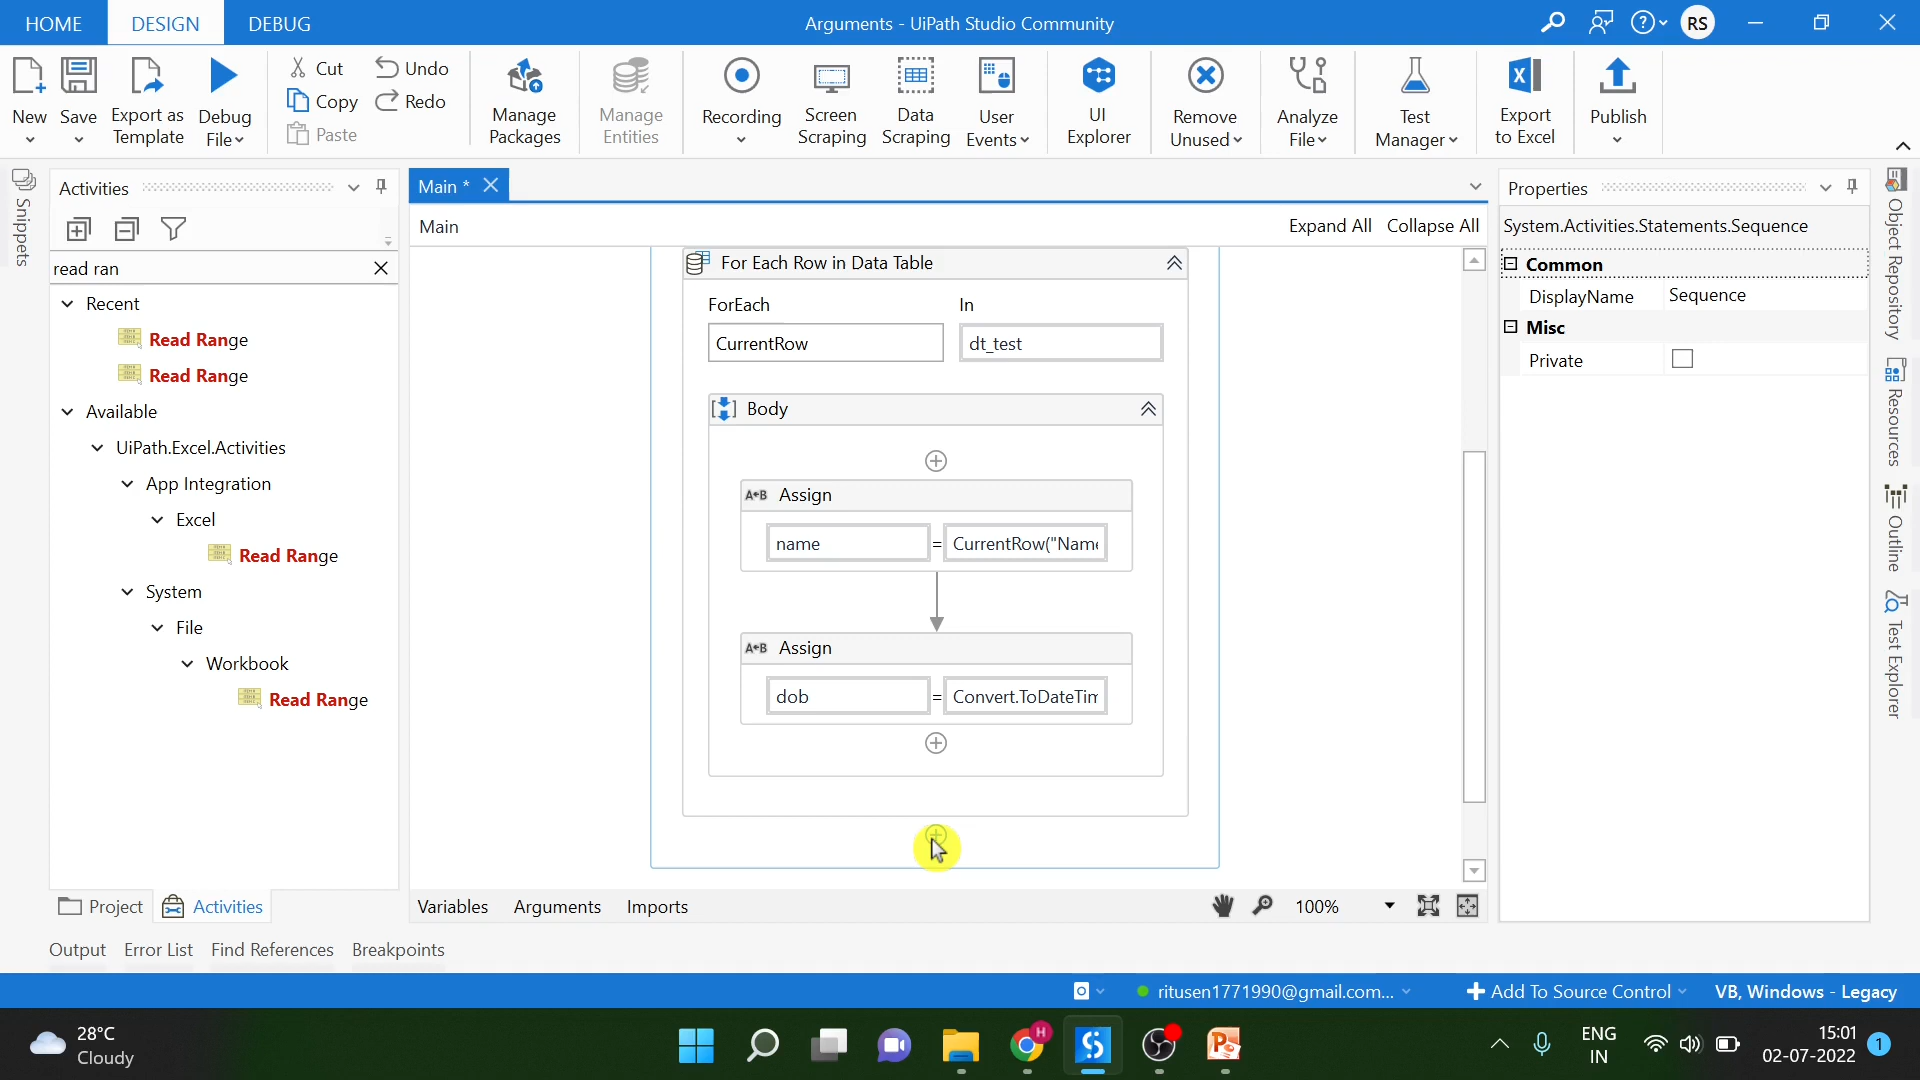 HOME
DESIGN
DEBUG
Arguments - UiPath Studio Community
RS
New
Save
Export as
Template
Debug
File
Cut
Copy
Paste
Undo
Redo
Manage
Packages
Manage
Entities
Recording
Screen
Scraping
Data
Scraping
User
Events
UI
Explorer
Remove
Unused
Analyze
File
Test
Manager
Export
to Excel
Publish
Snippets
Activities
read ran
Recent
Read Range
Read Range
Available
UiPath.Excel.Activities
App Integration
Excel
Read Range
System
File
Workbook
Read Range
Project
Activities
Main *
Main
Expand All
Collapse All
For Each Row in Data Table
ForEach
In
CurrentRow
dt_test
Body
A+B Assign
name
=
CurrentRow("Name
A+B Assign
dob
=
Convert.ToDateTim
Variables
Arguments
Imports
100%
Properties
System.Activities.Statements.Sequence
Common
DisplayName
Sequence
Misc
Private
Object Repository
Resources
Outline
Test Explorer
Output
Error List
Find References
Breakpoints
ritusen1771990@gmail.com...
Add To Source Control
VB, Windows - Legacy
28°C
Cloudy
H
ENG
IN
15:01
02-07-2022
1